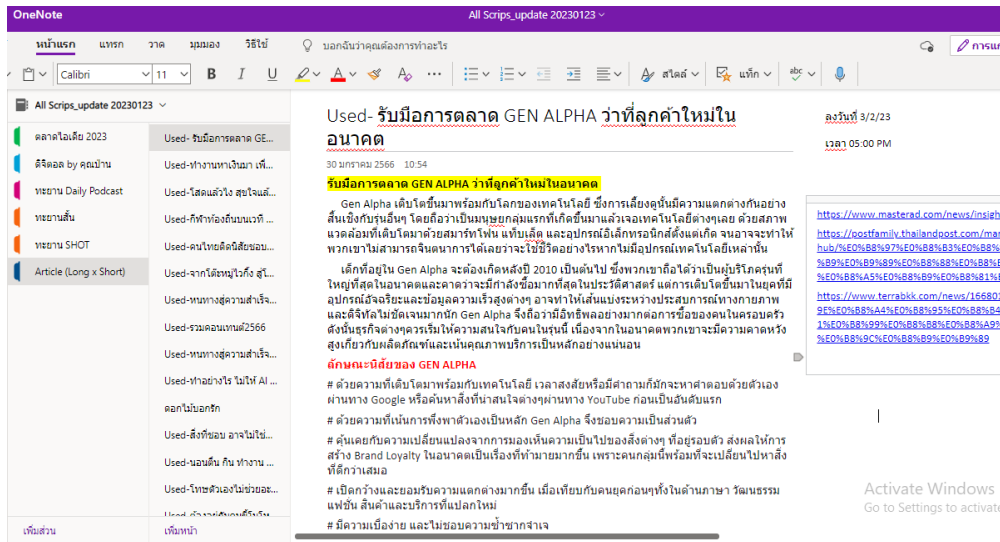 OneNote
All Scrips_update 20230123
หน้าแรก
แทรก
วาด
มุมมอง
วิธีใช้
บอกฉันว่าคุณต้องการทำอะไร
Calibri
11
B
I
U
A
สไตล์
แท็ก
abc
All Scrips_update 20230123
ตลาดไอเดีย 2023
ดิจิตอล by คุณป่าน
ทะยาน Daily Podcast
ทะยานสั้น
ทะยาน SHOT
Article (Long x Short)
เพิ่มส่วน
Used- รับมือการตลาด GE...
Used-ทำงานหาเงินมา เพื่...
Used-โสดแล้วไง สุขใจแล้...
Used-กีฬาท้องถิ่นบนเวที ...
Used-คนไทยติดนิสัยชอบ...
Used-จากโต๊ะหมู่ไวกิ้ง สู่โ...
Used-หนทางสู่ความสำเร็จ...
Used-รวมคอนเทนต์2566
Used-หนทางสู่ความสำเร็จ...
Used-ทำอย่างไร ไม่ให้ AI ...
ดอกไม้บอกรัก
Used-สิ่งที่ชอบ อาจไม่ใช่...
Used-นอนตื่น กิน ทำงาน ...
Used-โทษตัวเองไม่ช่วยอะ...
เพิ่มหน้า
Used- รับมือการตลาด GEN ALPHA ว่าที่ลูกค้าใหม่ใน
อนาคต
30 มกราคม 2566 10:54
รับมือการตลาด GEN ALPHA ว่าที่ลูกค้าใหม่ในอนาคต
Gen Alpha เติบโตขึ้นมาพร้อมกับโลกของเทคโนโลยี ซึ่งการเลี้ยงดูนั้นมีความแตกต่างกันอย่าง
สิ้นเชิงกับรุ่นอื่นๆ โดยถือว่าเป็นมนุษยกลุ่มแรกที่เกิดขึ้นมาแล้วเจอเทคโนโลยีต่างๆเลย ด้วยสภาพ
แวดล้อมที่เติบโตมาด้วยสมาร์ทโฟน แท็บเล็ต และอุปกรณ์อิเล็กทรอนิกส์ตั้งแต่เกิด จนอาจจะทำให้
พวกเขาไม่สามารถจินตนาการได้เลยว่าจะใช้ชีวิตอย่างไรหากไม่มีอุปกรณ์เทคโนโลยีเหล่านั้น
เด็กที่อยู่ใน Gen Alpha จะต้องเกิดหลังปี 2010 เป็นต้นไป ซึ่งพวกเขาถือได้ว่าเป็นผู้บริโภครุ่นที่
ใหญ่ที่สุดในอนาคตและคาดว่าจะมีกำลังซื้อมากที่สุดในประวัติศาสตร์ แต่การเติบโตขึ้นมาในยุคที่มี
อุปกรณ์อัจฉริยะและข้อมูลความเร็วสูงต่างๆ อาจทำให้เส้นแบ่งระหว่างประสบการณ์ทางกายภาพ
และดิจิทัลไม่ชัดเจนมากนัก Gen Alpha จึงถือว่ามีอิทธิพลอย่างมากต่อการซื้อของคนในครอบครัว
ดังนั้นธุรกิจต่างๆควรเริ่มให้ความสนใจกับคนในรุ่นนี้ เนื่องจากในอนาคตพวกเขาจะมีความคาดหวัง
สูงเกี่ยวกับผลิตภัณฑ์และเน้นคุณภาพบริการเป็นหลักอย่างแน่นอน
ลักษณะนิสัยของ GEN ALPHA
# ด้วยความที่เติบโตมาพร้อมกับเทคโนโลยี เวลาสงสัยหรือมีคำถามก็มักจะหาคำตอบด้วยตัวเอง
ผ่านทาง Google หรือค้นหาสิ่งที่น่าสนใจต่างๆผ่านทาง YouTube ก่อนเป็นอันดับแรก
# ด้วยความที่เน้นการพึ่งพาตัวเองเป็นหลัก Gen Alpha จึงชอบความเป็นส่วนตัว
# คุ้นเคยกับความเปลี่ยนแปลงจากการมองเห็นความเป็นไปของสิ่งต่างๆ ที่อยู่รอบตัว ส่งผลให้การ
สร้าง Brand Loyalty ในอนาคตเป็นเรื่องที่ท้าทายมากขึ้น เพราะคนกลุ่มนี้พร้อมที่จะเปลี่ยนไปหาสิ่ง
ที่ดีกว่าเสมอ
# เปิดกว้างและยอมรับความแตกต่างมากขึ้น เมื่อเทียบกับคนยุคก่อนๆทั้งในด้านภาษา วัฒนธรรม
แฟชั่น สินค้าและบริการที่แปลกใหม่
# มีความเบื่อง่าย และไม่ชอบความซ้ำซากจำเจ
ลงวันที่ 3/2/23
เวลา 05:00 PM
https://www.masterad.com/news/insigh
https://postfamily.thailandpost.com/mar
hub/%E0%B8%97%E0%B8%B3%E0%B8%
%B9%E0%B9%89%E0%B8%88%E0%B8%B
%E0%B8%A5%E0%B8%B9%E0%B8%81%E
https://www.terrabkk.com/news/166801
9E%E0%B8%A4%E0%B8%95%E0%B8%B4
1%E0%B8%99%E0%B8%B8%E0%B8%A9%
%E0%B8%9C%E0%B8%B9%E0%B9%89
Activate Windows
Go to Settings to activate